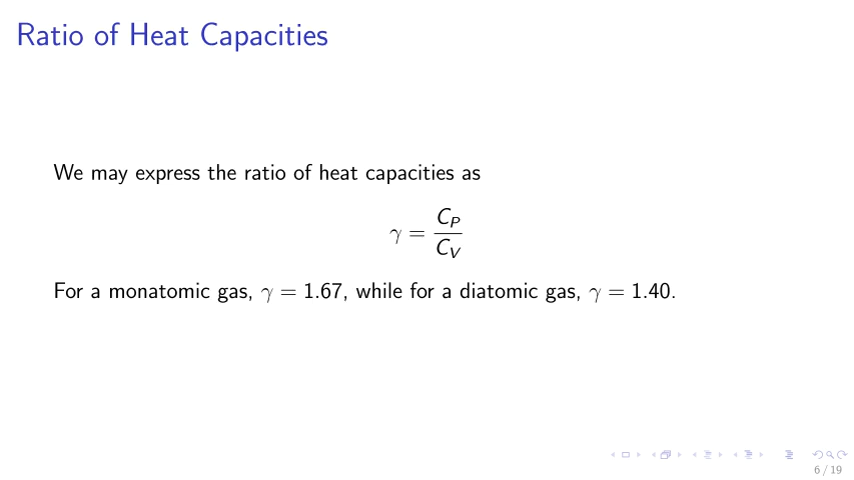 Ratio of Heat Capacities
We may express the ratio of heat capacities as
γ = C_P / C_V
For a monatomic gas, γ = 1.67, while for a diatomic gas, γ = 1.40.
6 / 19